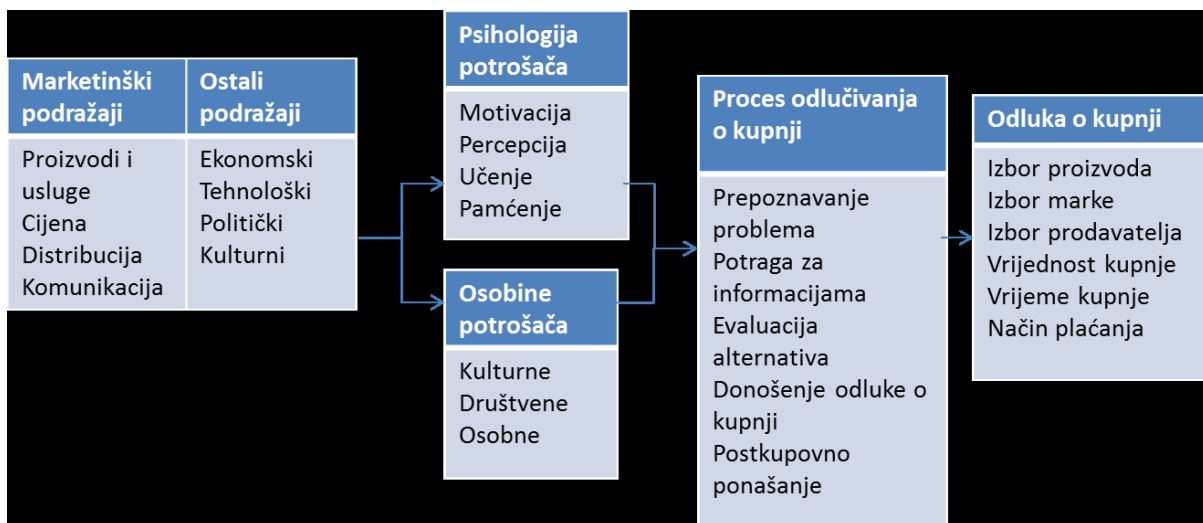 Marketinški
podražaji
Proizvodi i
usluge
Cijena
Distribucija
Komunikacija
Ostali
podražaji
Ekonomski
Tehnološki
Politički
Kulturni
Psihologija
potrošača
Motivacija
Percepcija
Učenje
Pamćenje
Osobine
potrošača
Kulturne
Društvene
Osobne
Proces odlučivanja
o kupnji
Prepoznavanje
problema
Potraga za
informacijama
Evaluacija
alternativa
Donošenje odluke o
kupnji
Postkupovno
ponašanje
Odluka o kupnji
Izbor proizvoda
Izbor marke
Izbor prodavatelja
Vrijednost kupnje
Vrijeme kupnje
Način plaćanja